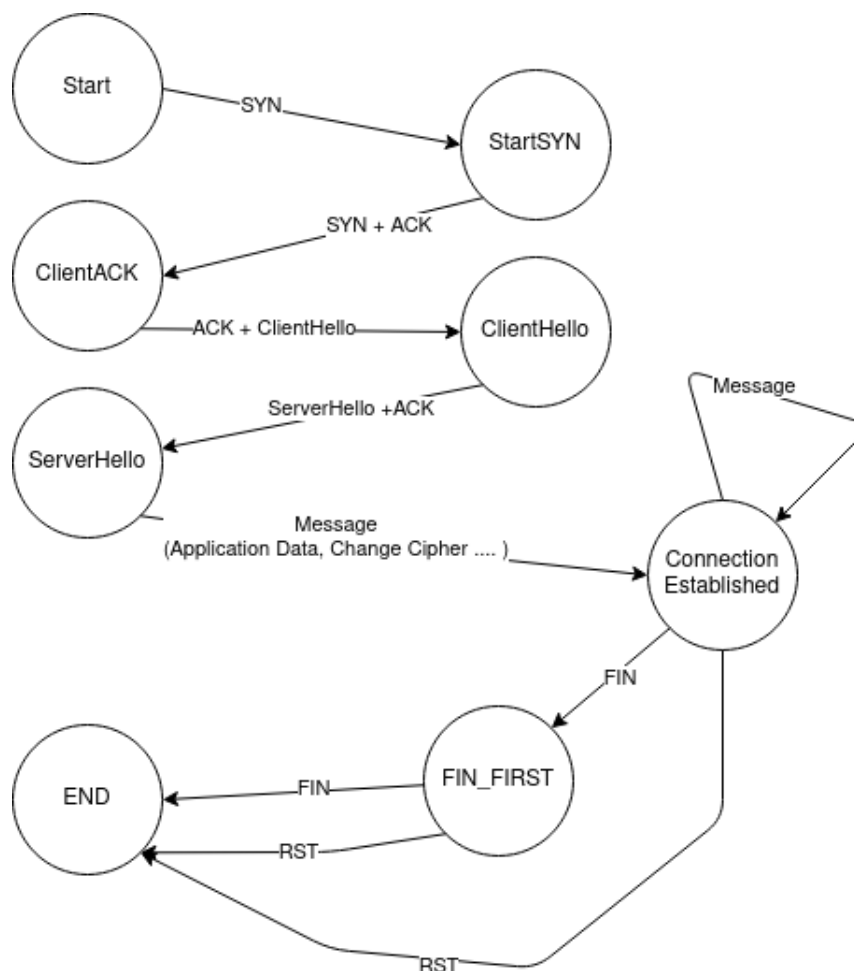 Start
SYN
StartSYN
SYN + ACK
ClientACK
ACK + ClientHello
ClientHello
ServerHello +ACK
Message
ServerHello
Message
(Application Data, Change Cipher .... )
Connection
Established
FIN
FIN_FIRST
FIN
END
RST
RST